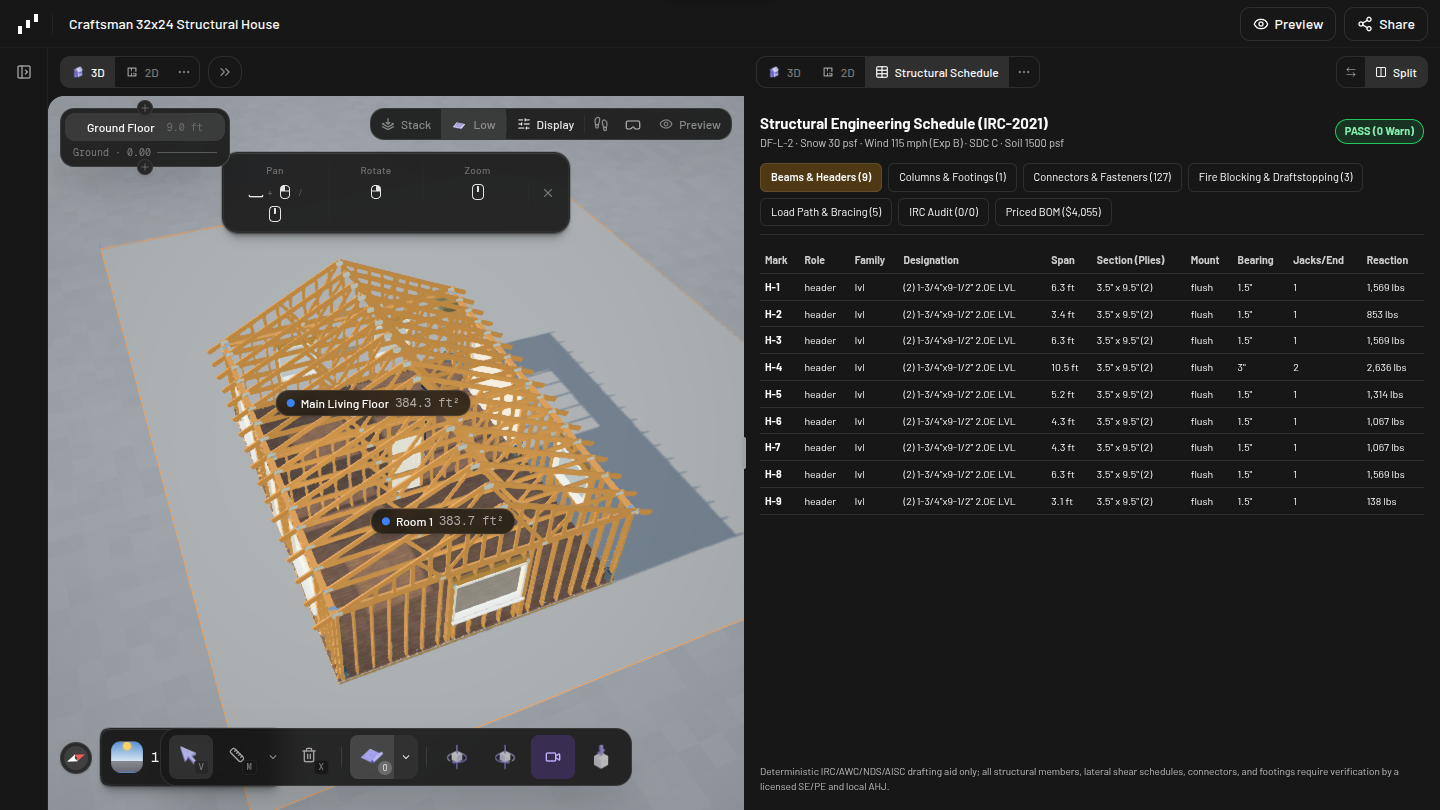 Craftsman 32x24 Structural House
Preview
Share
3D
2D
3D
2D
Structural Schedule
Split
Ground Floor 9.0 ft
Ground · 0.00
Stack
Low
Display
Preview
Pan
Rotate
Zoom
+
/
Main Living Floor 384.3 ft²
Room 1 383.7 ft²
1
V
M
X
O
Structural Engineering Schedule (IRC-2021)
DF-L-2 · Snow 30 psf · Wind 115 mph (Exp B) · SDC C · Soil 1500 psf
PASS (0 Warn)
Beams & Headers (9)
Columns & Footings (1)
Connectors & Fasteners (127)
Fire Blocking & Draftstopping (3)
Load Path & Bracing (5)
IRC Audit (0/0)
Priced BOM ($4,055)
Mark Role Family Designation Span Section (Plies) Mount Bearing Jacks/End Reaction
H-1 header lvl (2) 1-3/4"x9-1/2" 2.0E LVL 6.3 ft 3.5" x 9.5" (2) flush 1.5" 1 1,569 lbs
H-2 header lvl (2) 1-3/4"x9-1/2" 2.0E LVL 3.4 ft 3.5" x 9.5" (2) flush 1.5" 1 853 lbs
H-3 header lvl (2) 1-3/4"x9-1/2" 2.0E LVL 6.3 ft 3.5" x 9.5" (2) flush 1.5" 1 1,569 lbs
H-4 header lvl (2) 1-3/4"x9-1/2" 2.0E LVL 10.5 ft 3.5" x 9.5" (2) flush 3" 2 2,636 lbs
H-5 header lvl (2) 1-3/4"x9-1/2" 2.0E LVL 5.2 ft 3.5" x 9.5" (2) flush 1.5" 1 1,314 lbs
H-6 header lvl (2) 1-3/4"x9-1/2" 2.0E LVL 4.3 ft 3.5" x 9.5" (2) flush 1.5" 1 1,067 lbs
H-7 header lvl (2) 1-3/4"x9-1/2" 2.0E LVL 4.3 ft 3.5" x 9.5" (2) flush 1.5" 1 1,067 lbs
H-8 header lvl (2) 1-3/4"x9-1/2" 2.0E LVL 6.3 ft 3.5" x 9.5" (2) flush 1.5" 1 1,569 lbs
H-9 header lvl (2) 1-3/4"x9-1/2" 2.0E LVL 3.1 ft 3.5" x 9.5" (2) flush 1.5" 1 138 lbs
Deterministic IRC/AWC/NDS/AISC drafting aid only; all structural members, lateral shear schedules, connectors, and footings require verification by a
licensed SE/PE and local AHJ.